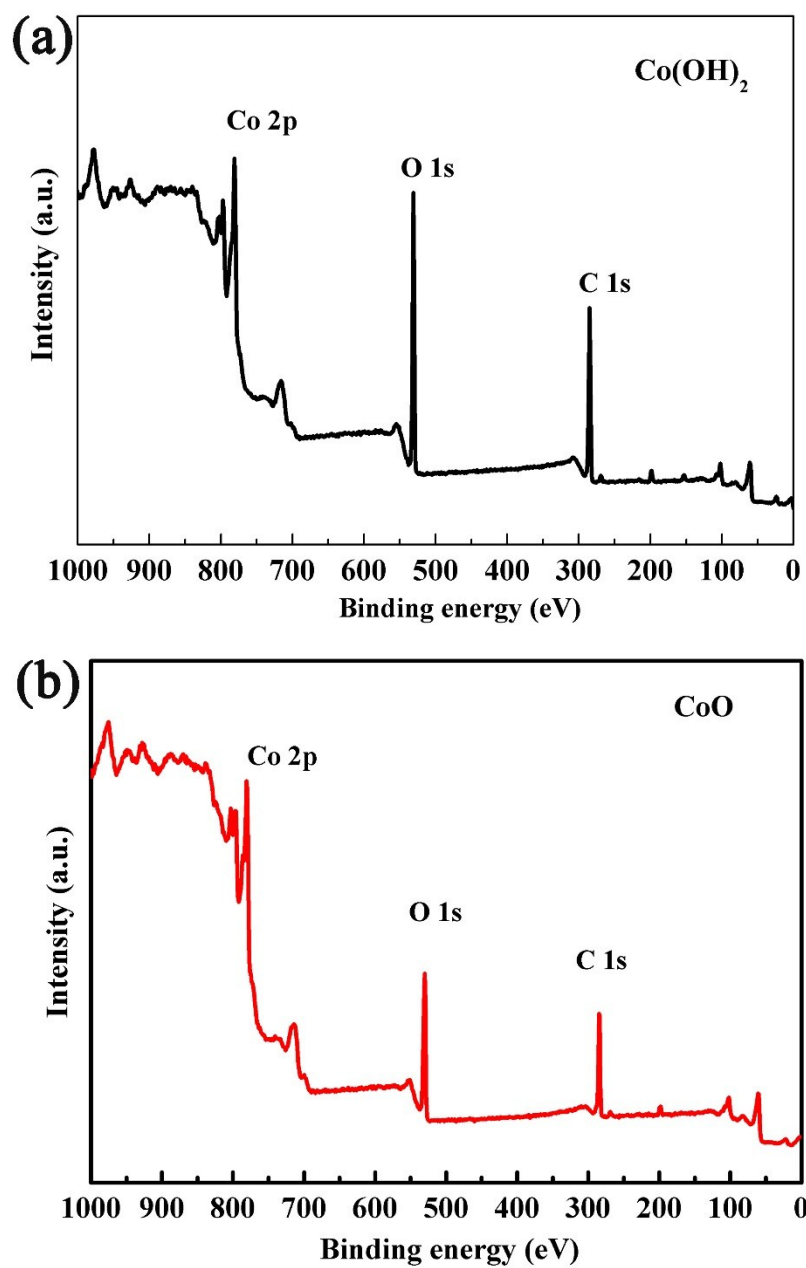 (a)
Co(OH)₂
Co 2p
O 1s
C 1s
Intensity (a.u.)
1000 900 800 700 600 500 400 300 200 100 0
Binding energy (eV)
(b)
CoO
Co 2p
O 1s
C 1s
Intensity (a.u.)
1000 900 800 700 600 500 400 300 200 100 0
Binding energy (eV)